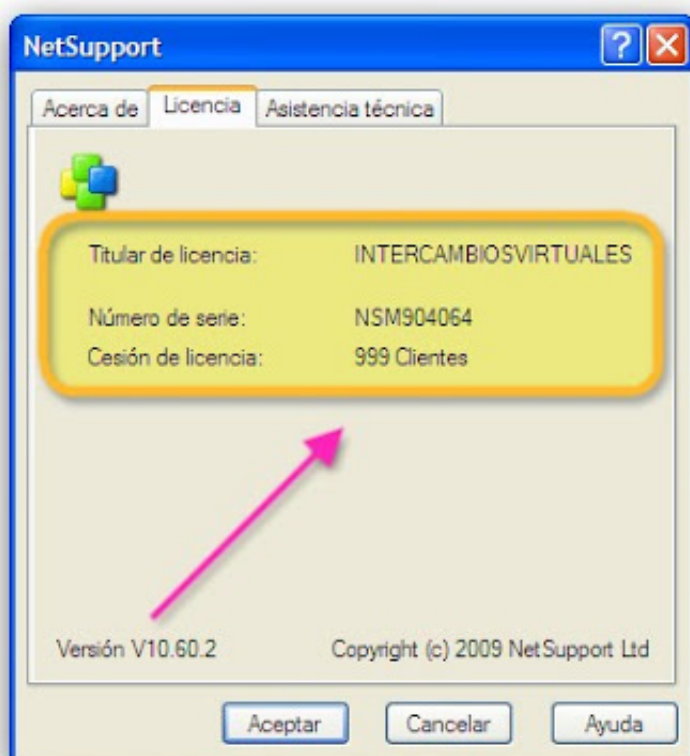 NetSupport
Acerca de Licencia Asistencia técnica
Titular de licencia: INTERCAMBIOSVIRTUALES
Número de serie: NSM904064
Cesión de licencia: 999 Clientes
Versión V10.60.2 Copyright (c) 2009 NetSupport Ltd
Aceptar Cancelar Ayuda